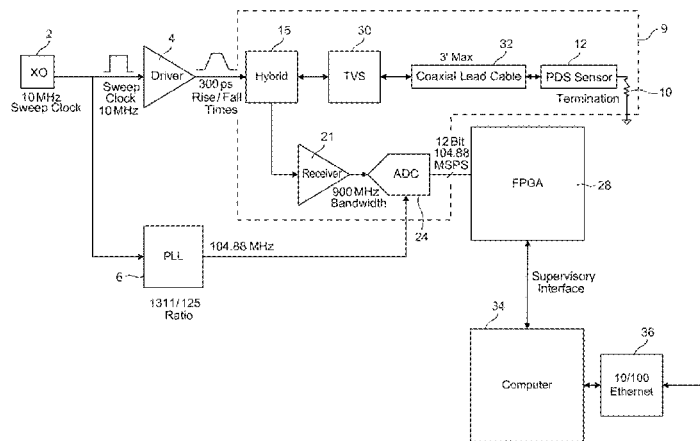 2
XO
10 MHz
Sweep Clock
Sweep
Clock
10 MHz
4
Driver
300 ps
Rise/Fall
Times
15
Hybrid
30
TVS
3' Max
32
Coaxial Lead Cable
12
PDS Sensor
9
Termination
10
21
Receiver
900 MHz
Bandwidth
ADC
24
12 Bit
104.88
MSPS
FPGA
28
PLL
6
104.88 MHz
1311/125
Ratio
Supervisory
Interface
34
Computer
36
10/100
Ethernet